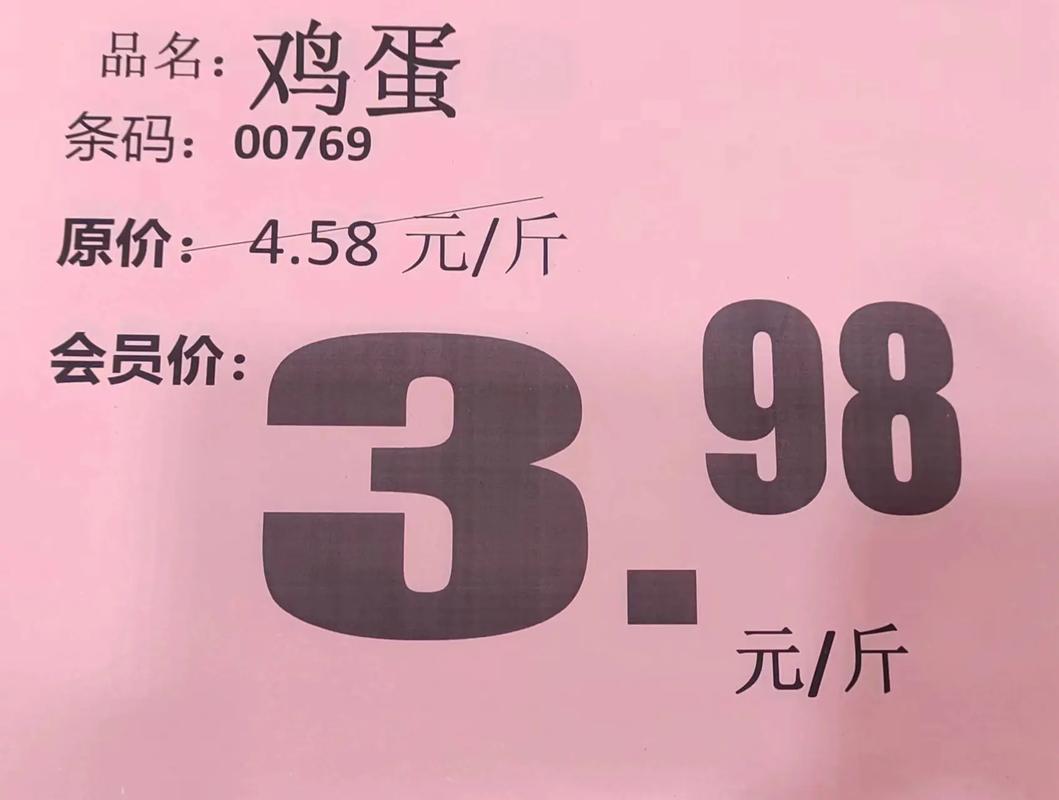 品名：鸡蛋
条码：00769
原价：4.58 元/斤
会员价：3.98
元/斤